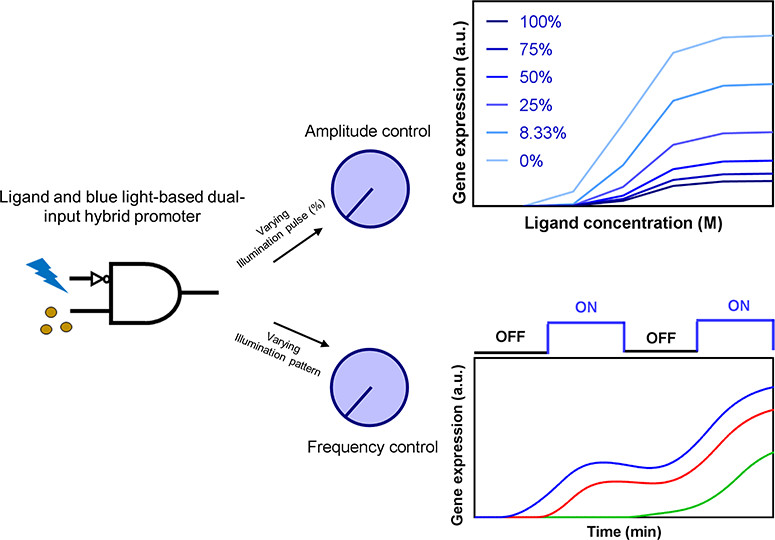 Ligand and blue light-based dual-
input hybrid promoter
Varying
Illumination pulse (%)
Amplitude control
Varying
Illumination pattern
Frequency control
Gene expression (a.u.)
100%
75%
50%
25%
8.33%
0%
Ligand concentration (M)
OFF
ON
OFF
ON
Gene expression (a.u.)
Time (min)